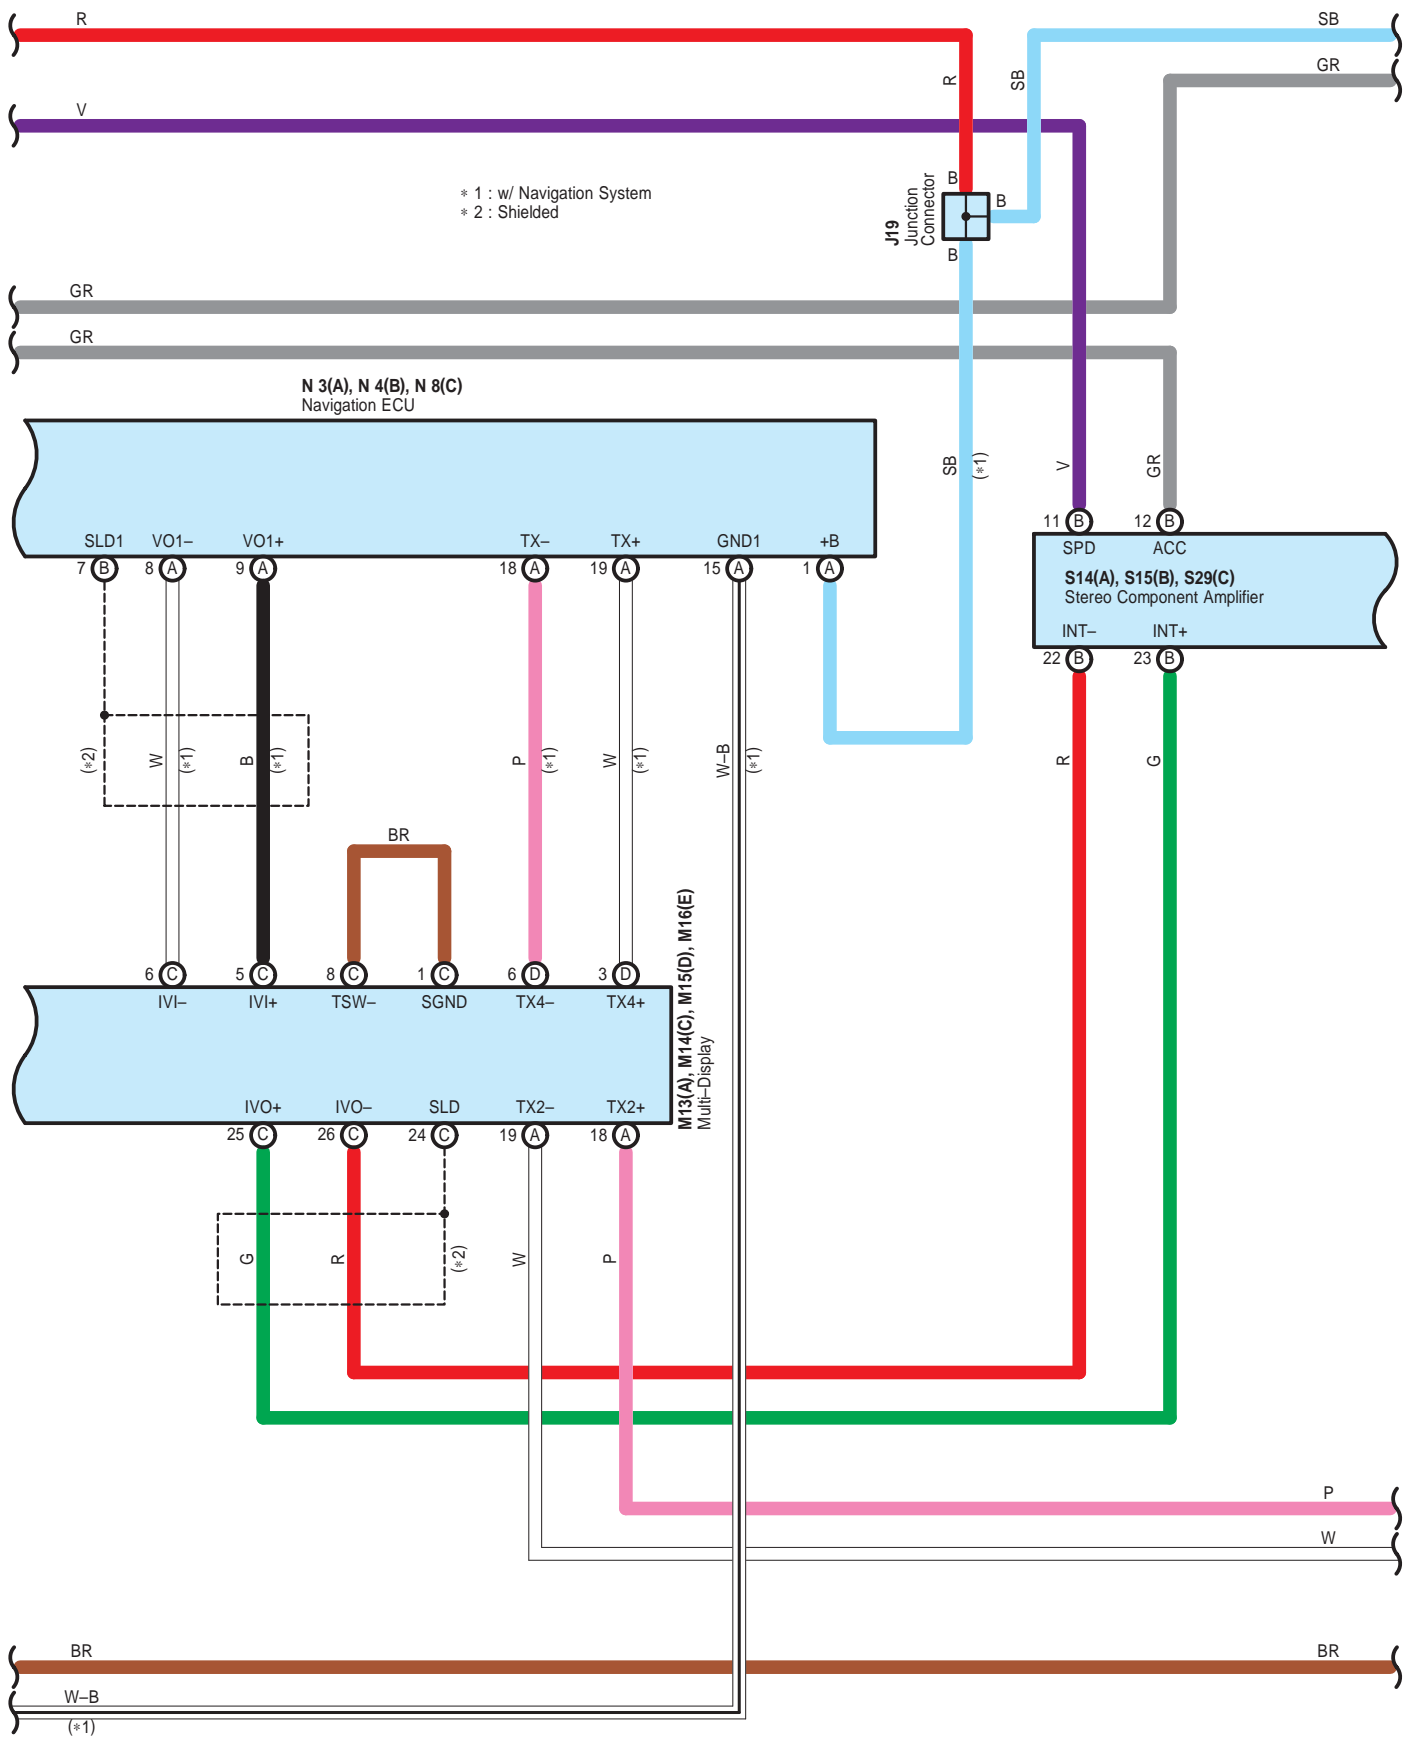 R
SB
GR
R
SB
V
∗ 1 : w/ Navigation System
∗ 2 : Shielded
B
B
B
J19
Junction
Connector
GR
GR
N 3(A), N 4(B), N 8(C)
Navigation ECU
SB
(∗1)
V
GR
SLD1 VO1– VO1+ TX– TX+ GND1 +B
7 B 8 A 9 A 18 A 19 A 15 A 1 A
11 B 12 B
SPD ACC
S14(A), S15(B), S29(C)
Stereo Component Amplifier
INT– INT+
22 B 23 B
(∗2)
W
(∗1)
B
(∗1)
P
(∗1)
W
(∗1)
W–B
(∗1)
R
G
BR
6 C 5 C 8 C 1 C 6 D 3 D
IVI– IVI+ TSW– SGND TX4– TX4+
M13(A), M14(C), M15(D), M16(E)
Multi–Display
IVO+ IVO– SLD TX2– TX2+
25 C 26 C 24 C 19 A 18 A
G
R
(∗2)
W
P
P
W
BR
BR
W–B
(∗1)